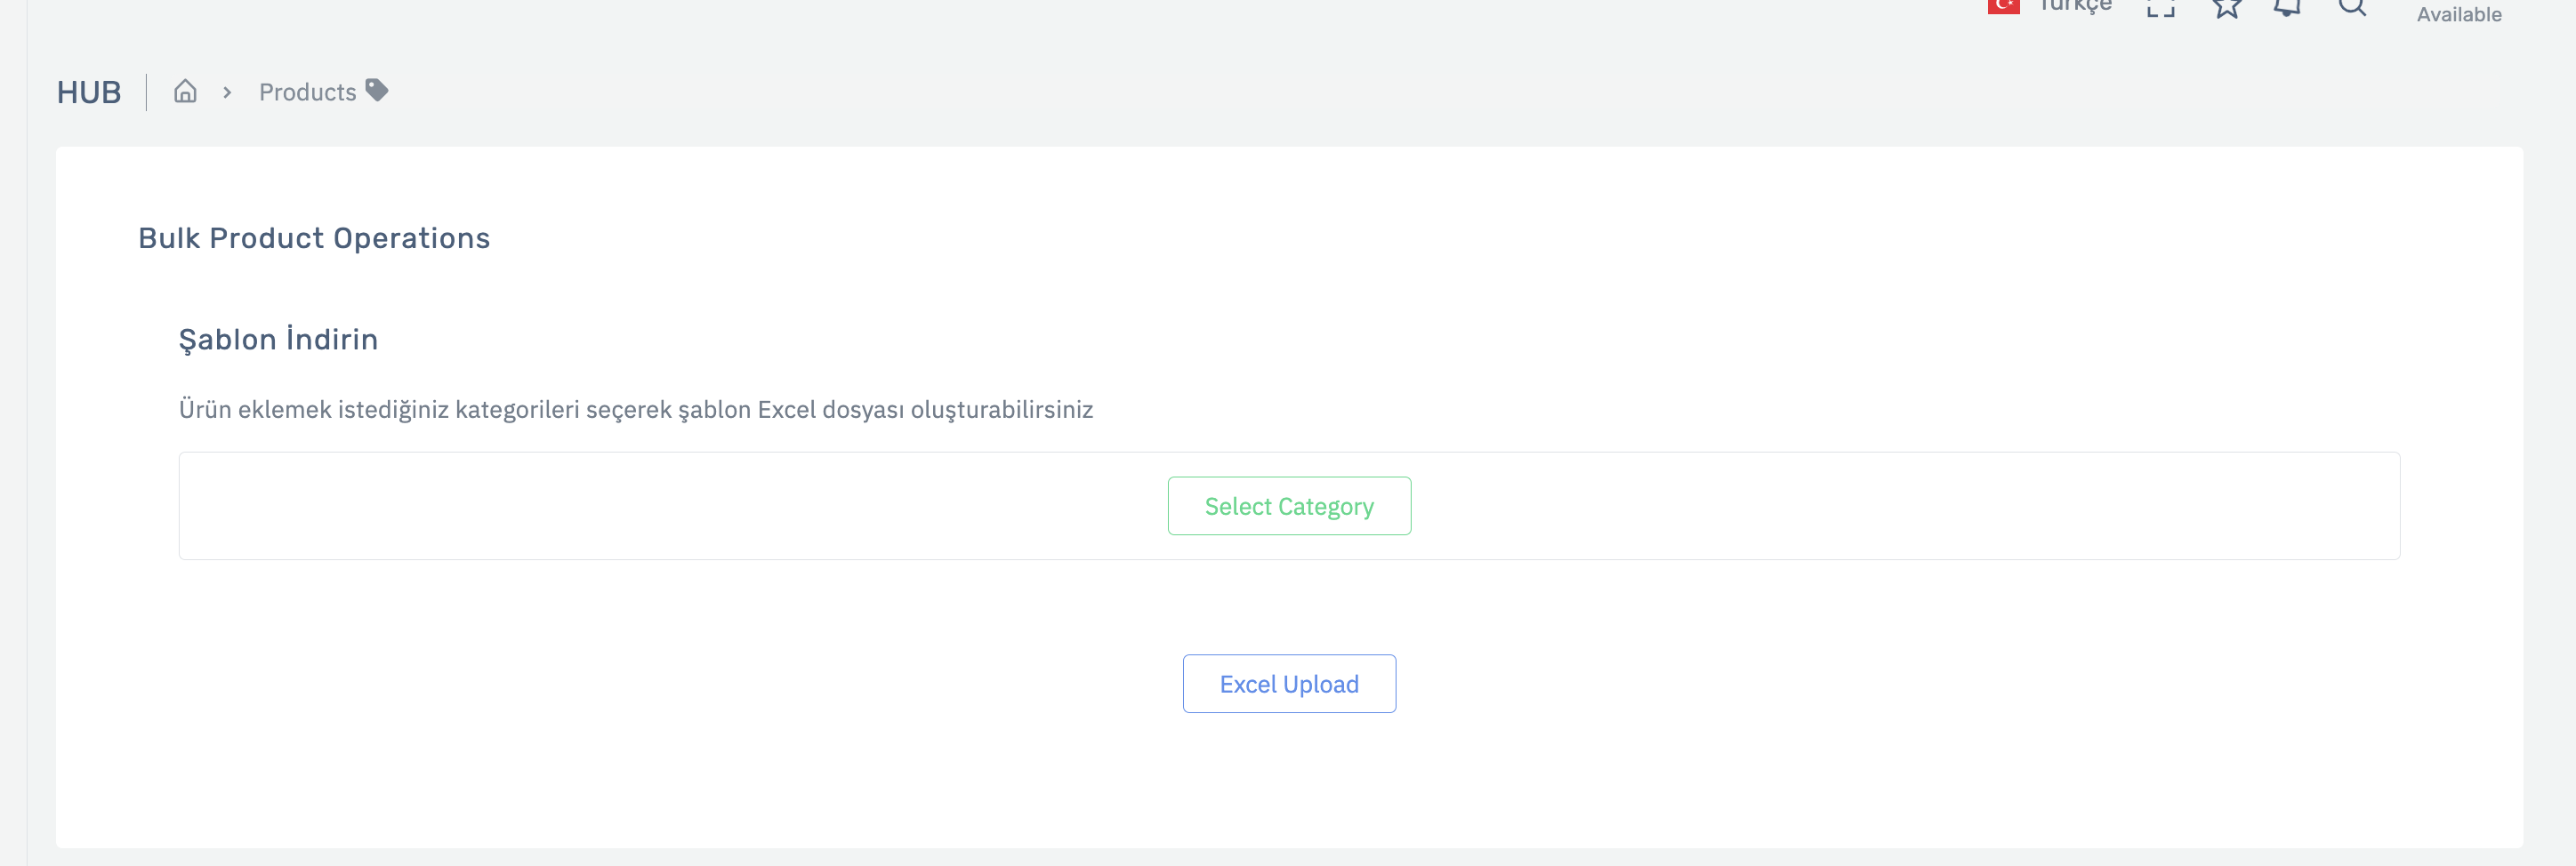 Türkçe
Available
HUB
Products
Bulk Product Operations
Şablon İndirin
Ürün eklemek istediğiniz kategorileri seçerek şablon Excel dosyası oluşturabilirsiniz
Select Category
Excel Upload